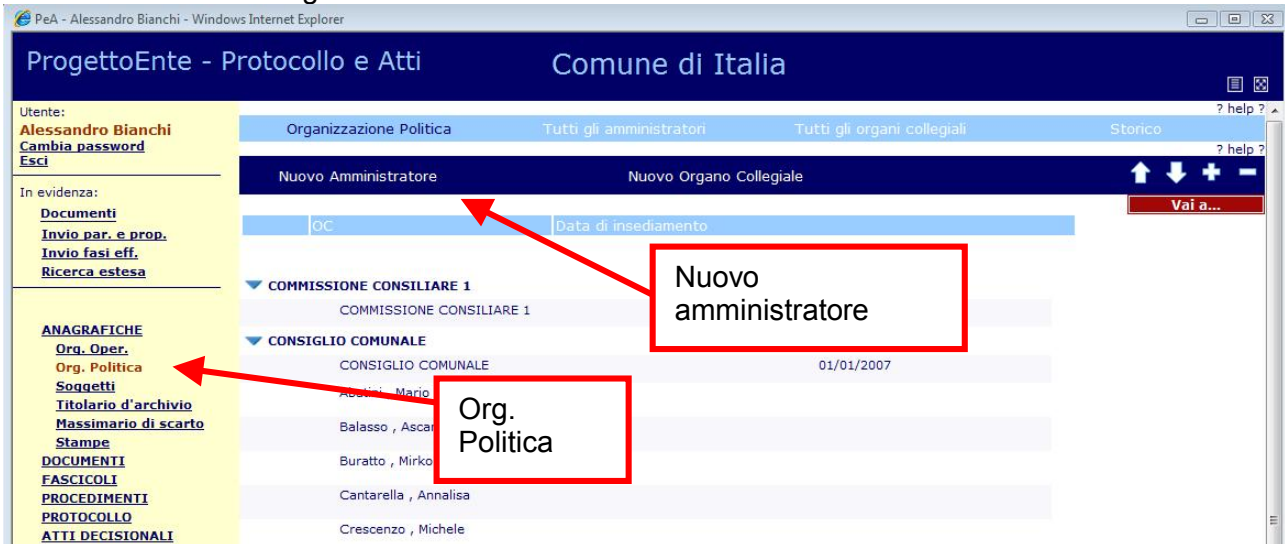 PeA - Alessandro Bianchi - Windows Internet Explorer
ProgettoEnte - Protocollo e Atti Comune di Italia
? help ?
Utente:
Alessandro Bianchi
Cambia password
Esci
In evidenza:
Documenti
Invio par. e prop.
Invio fasi eff.
Ricerca estesa
ANAGRAFICHE
Org. Oper.
Org. Politica
Soggetti
Titolario d'archivio
Massimario di scarto
Stampe
DOCUMENTI
FASCICOLI
PROCEDIMENTI
PROTOCOLLO
ATTI DECISIONALI
Organizzazione Politica Tutti gli amministratori Tutti gli organi collegiali Storico
? help ?
Nuovo Amministratore Nuovo Organo Collegiale
Vai a...
OC Data di insediamento
COMMISSIONE CONSILIARE 1
COMMISSIONE CONSILIARE 1
CONSIGLIO COMUNALE
CONSIGLIO COMUNALE 01/01/2007
Mario
Balasso , Ascan
Buratto , Mirko
Cantarella , Annalisa
Crescenzo , Michele
Nuovo
amministratore
Org.
Politica